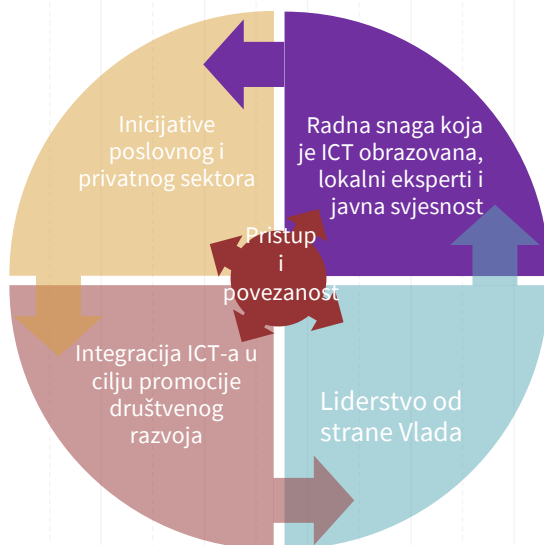 Inicijative
poslovnog i
privatnog sektora
Radna snaga koja
je ICT obrazovana,
lokalni eksperti i
javna svjesnost
Pristup
i
povezanost
Integracija ICT-a u
cilju promocije
društvenog
razvoja
Liderstvo od
strane Vlada